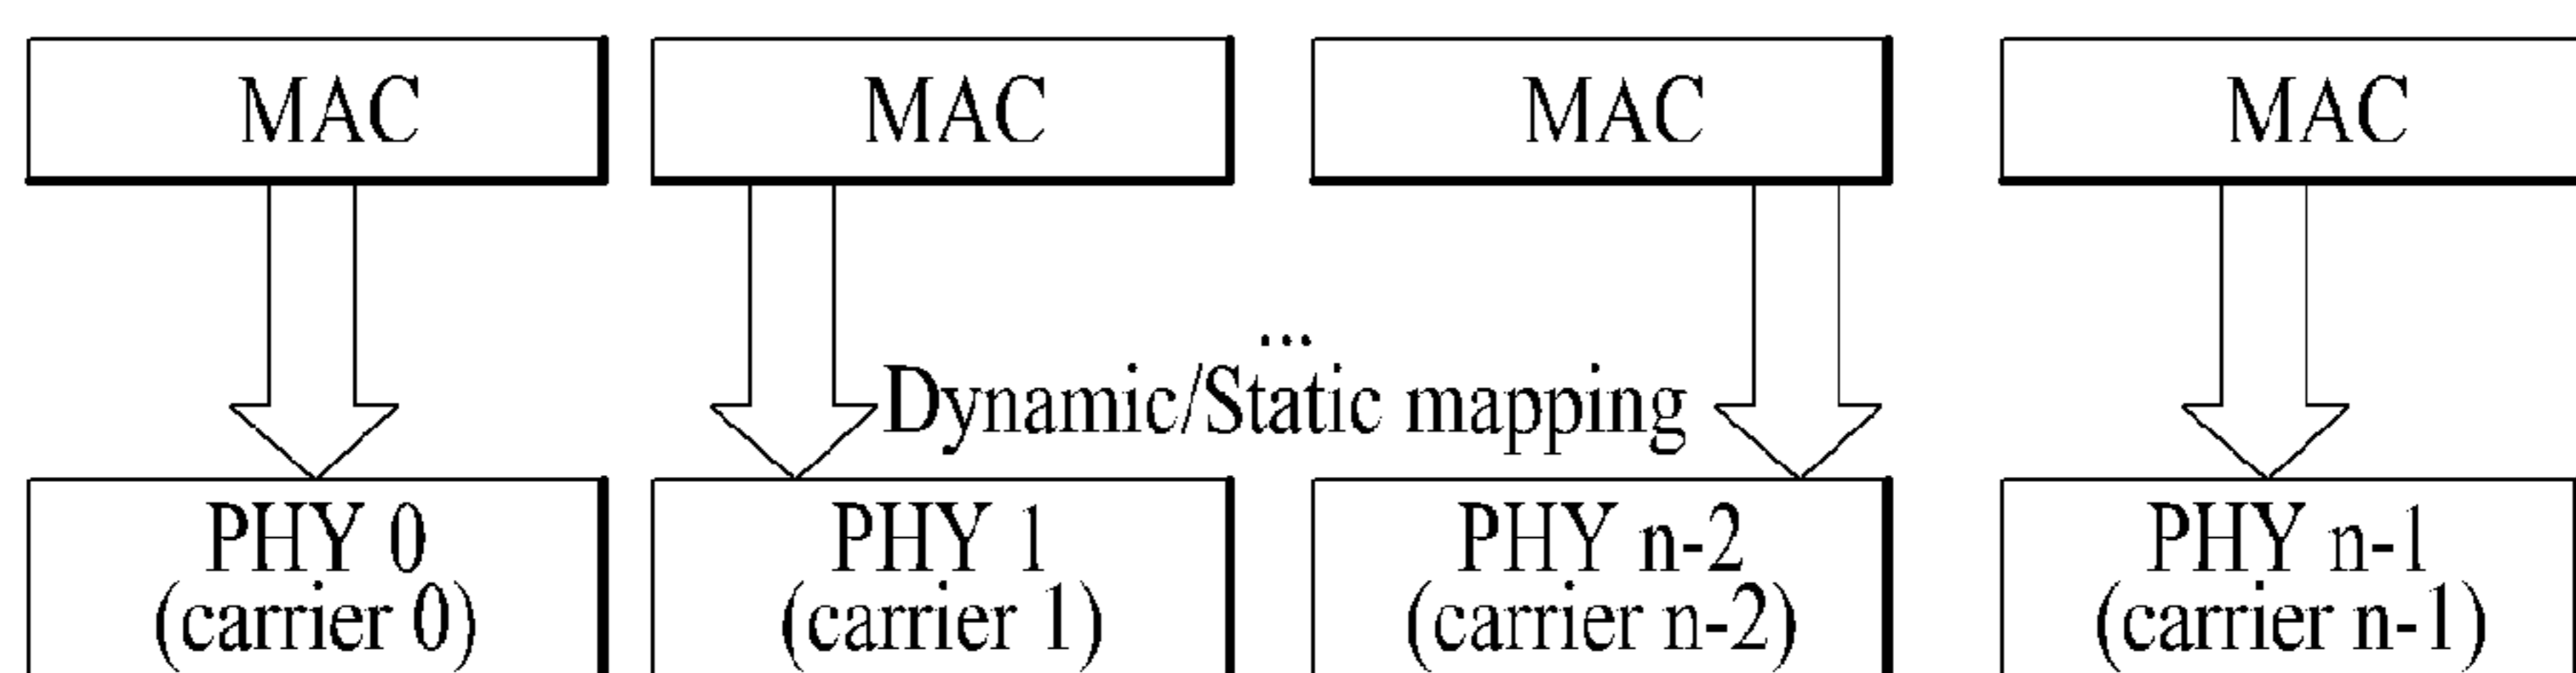 MAC
MAC
MAC
MAC
...
Dynamic/Static mapping
PHY 0
(carrier 0)
PHY 1
(carrier 1)
PHY n-2
(carrier n-2)
PHY n-1
(carrier n-1)